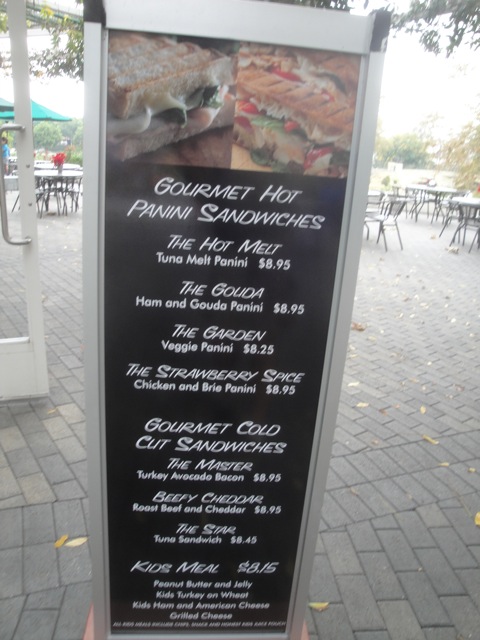 GOURMET HOT
PANINI SANDWICHES
THE HOT MELT
Tuna Melt Panini $8.95
THE GOUDA
Ham and Gouda Panini $8.95
THE GARDEN
Veggie Panini $8.25
THE STRAWBERRY SPICE
Chicken and Brie Panini $8.95
GOURMET COLD
CUT SANDWICHES
THE MASTER
Turkey Avocado Bacon $8.95
BEEFY CHEDDAR
Roast Beef and Cheddar $8.95
THE STAR
Tuna Sandwich $8.45
KIDS MEAL $8.15
Peanut Butter and Jelly
Kids Turkey on Wheat
Kids Ham and American Cheese
Grilled Cheese
ALL KIDS MEALS INCLUDE CHIPS, SNACK AND HONEST KIDS JUICE POUCH